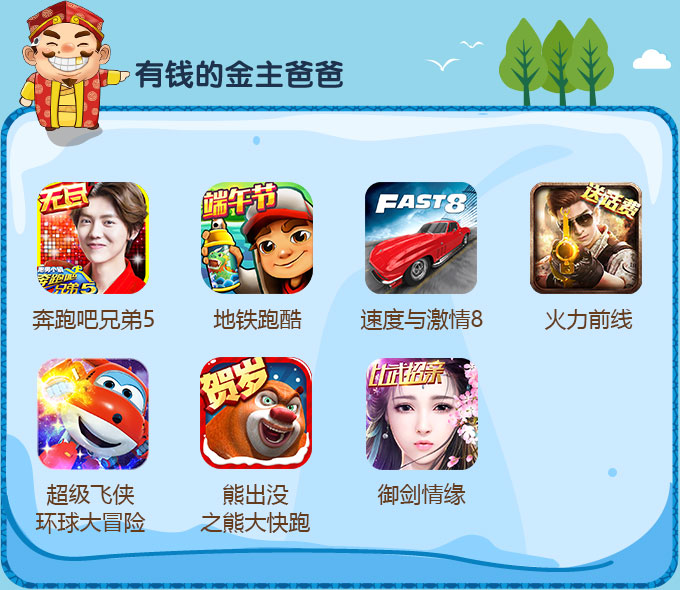 有钱的金主爸爸
无尽
奔跑吧
兄弟5
端午节
FAST8
送话费
奔跑吧兄弟5
地铁跑酷
速度与激情8
火力前线
贺岁
比武招亲
超级飞侠
环球大冒险
熊出没
之熊大快跑
御剑情缘